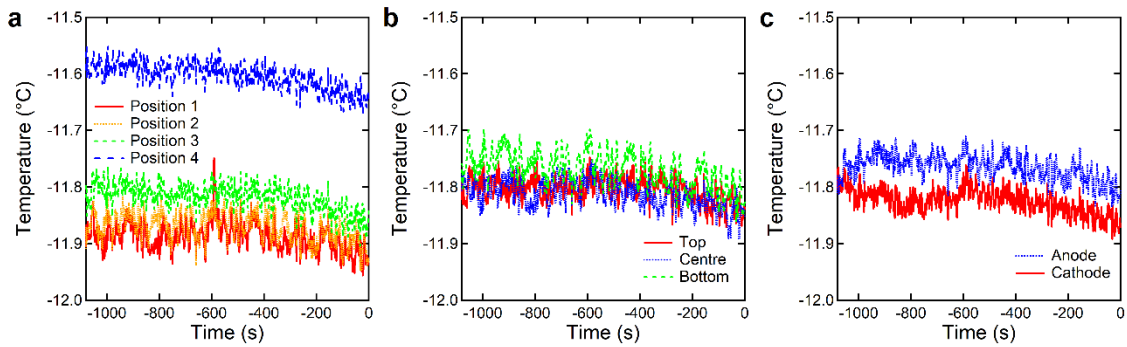 a
-11.5
-11.6
-11.7
-11.8
-11.9
-12.0
Temperature (°C)
Position 1
Position 2
Position 3
Position 4
-1000 -800 -600 -400 -200 0
Time (s)
b
-11.5
-11.6
-11.7
-11.8
-11.9
-12.0
Temperature (°C)
Top
Centre
Bottom
-1000 -800 -600 -400 -200 0
Time (s)
c
-11.5
-11.6
-11.7
-11.8
-11.9
-12.0
Temperature (°C)
Anode
Cathode
-1000 -800 -600 -400 -200 0
Time (s)